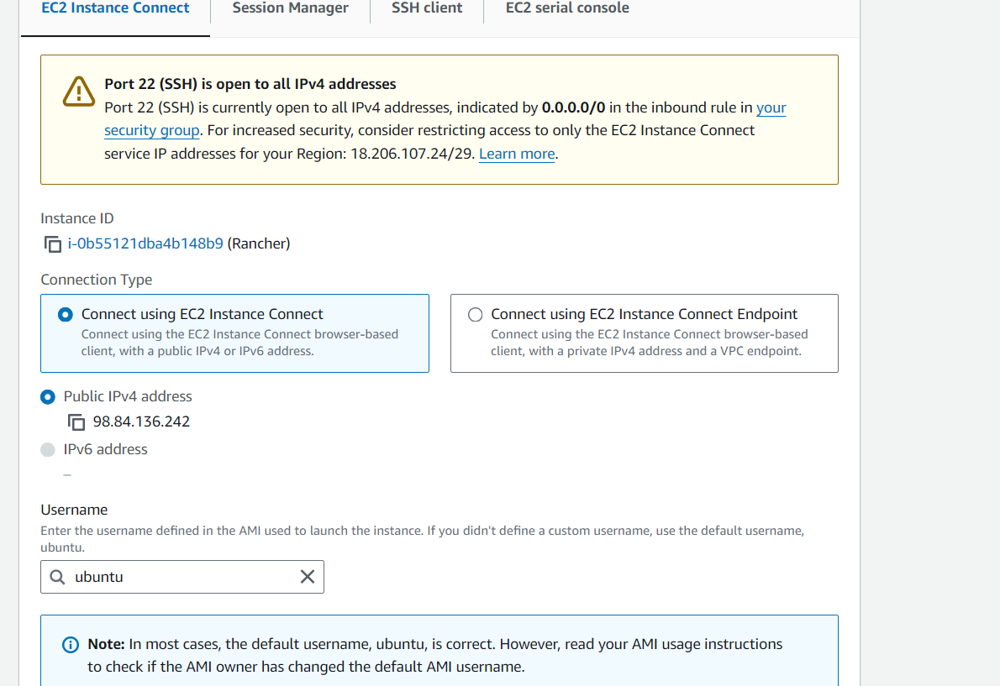 EC2 Instance Connect
Session Manager
SSH client
EC2 serial console
Port 22 (SSH) is open to all IPv4 addresses
Port 22 (SSH) is currently open to all IPv4 addresses, indicated by 0.0.0.0/0 in the inbound rule in your
security group. For increased security, consider restricting access to only the EC2 Instance Connect
service IP addresses for your Region: 18.206.107.24/29. Learn more.
Instance ID
i-0b55121dba4b148b9 (Rancher)
Connection Type
Connect using EC2 Instance Connect
Connect using the EC2 Instance Connect browser-based
client, with a public IPv4 or IPv6 address.
Connect using EC2 Instance Connect Endpoint
Connect using the EC2 Instance Connect browser-based
client, with a private IPv4 address and a VPC endpoint.
Public IPv4 address
98.84.136.242
IPv6 address
–
Username
Enter the username defined in the AMI used to launch the instance. If you didn't define a custom username, use the default username,
ubuntu.
ubuntu
Note: In most cases, the default username, ubuntu, is correct. However, read your AMI usage instructions
to check if the AMI owner has changed the default AMI username.